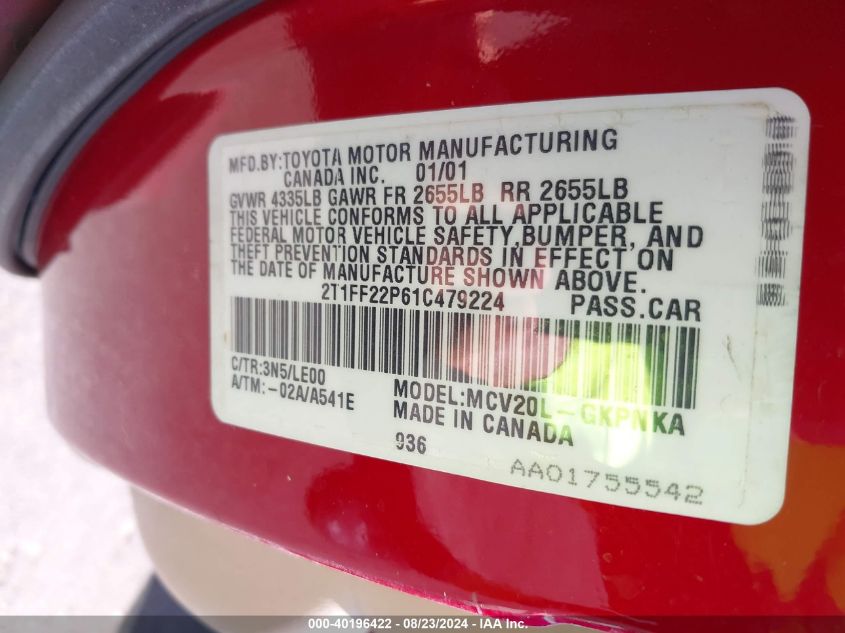 MFD.BY:TOYOTA MOTOR MANUFACTURING
CANADA INC. 01/01
GVWR 4335LB GAWR FR 2655LB RR 2655LB
THIS VEHICLE CONFORMS TO ALL APPLICABLE
FEDERAL MOTOR VEHICLE SAFETY,BUMPER, AND
THEFT PREVENTION STANDARDS IN EFFECT ON
THE DATE OF MANUFACTURE SHOWN ABOVE.
2T1FF22P61C479224 PASS.CAR
C/TR:3N5/LE00
A/TM:-02A/A541E
MODEL:MCV20L-GKPNKA
MADE IN CANADA
936
AA01755542
000-40196422 - 08/23/2024 - IAA Inc.